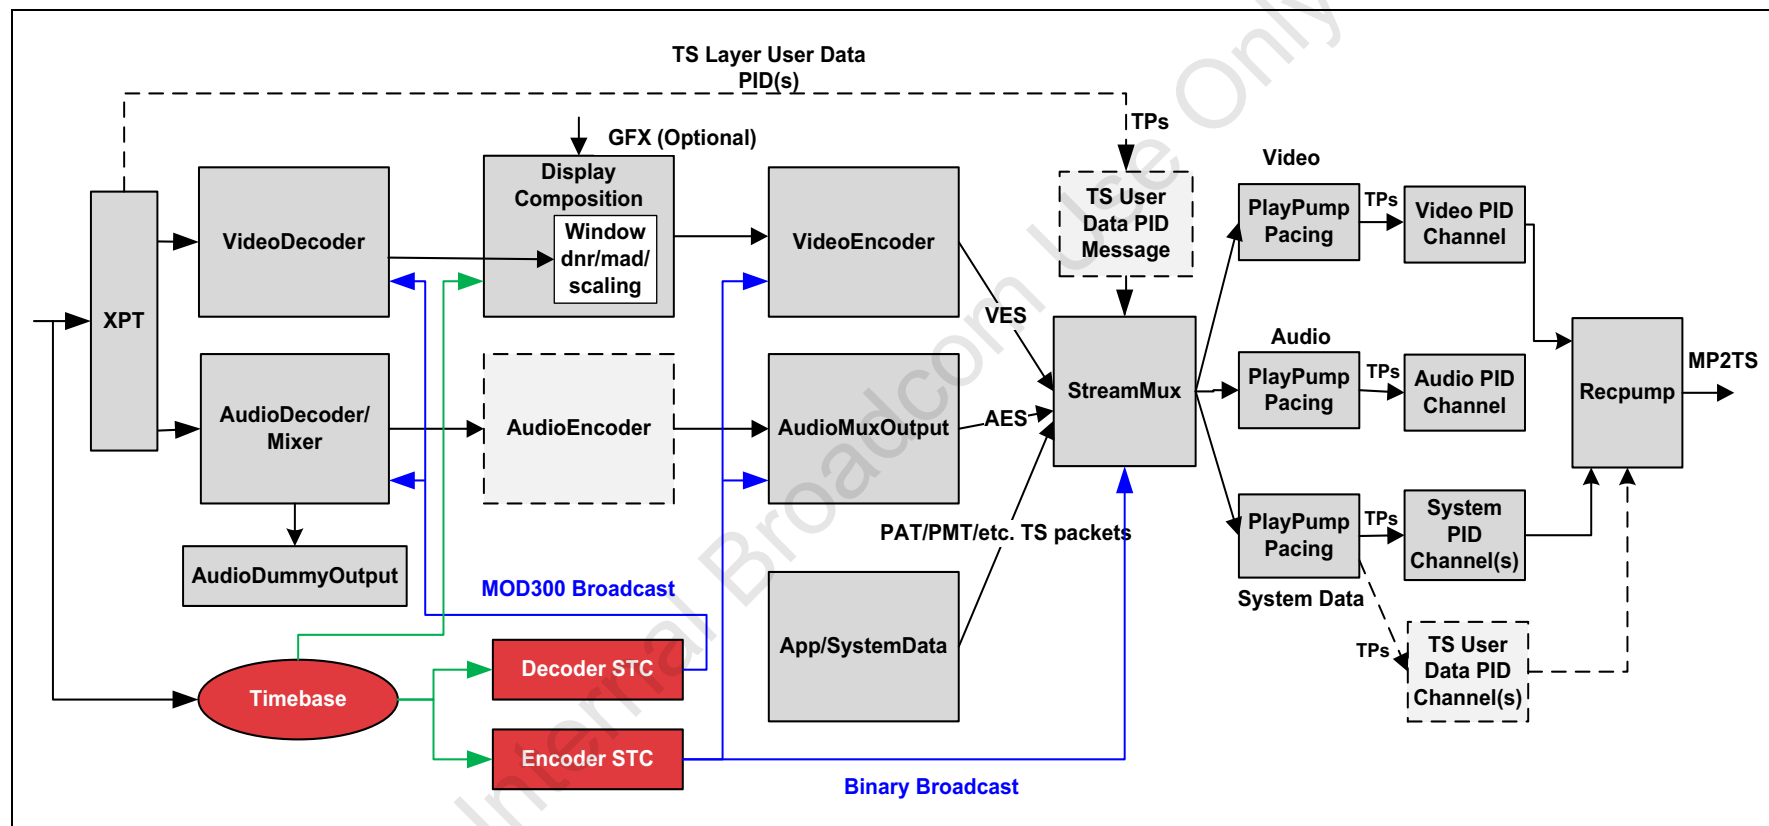 TS Layer User Data
PID(s)
GFX (Optional)
TPs
XPT
VideoDecoder
Display
Composition
Window
dnr/mad/
scaling
VideoEncoder
TS User
Data PID
Message
Video
PlayPump
Pacing
TPs
Video PID
Channel
VES
AudioDecoder/
Mixer
AudioEncoder
AudioMuxOutput
AES
StreamMux
Audio
PlayPump
Pacing
TPs
Audio PID
Channel
Recpump
MP2TS
AudioDummyOutput
PAT/PMT/etc. TS packets
PlayPump
Pacing
TPs
System
PID
Channel(s)
System Data
MOD300 Broadcast
App/SystemData
TPs
TS User
Data PID
Channel(s)
Timebase
Decoder STC
Encoder STC
Binary Broadcast
Internal Broadcom Use Only